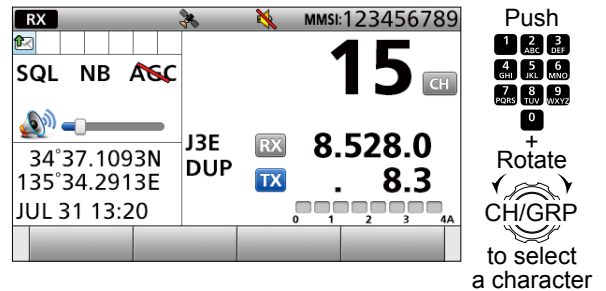 RX MMSI:123456789
SQL NB AGC
15 CH
J3E RX 8.528.0
DUP TX . 8.3
34°37.1093N
135°34.2913E
JUL 31 13:20
0 1 2 3 4A
Push
1 2 ABC 3 DEF
4 GHI 5 JKL 6 MNO
7 PQRS 8 TUV 9 WXYZ
0
+
Rotate
CH/GRP
to select
a character